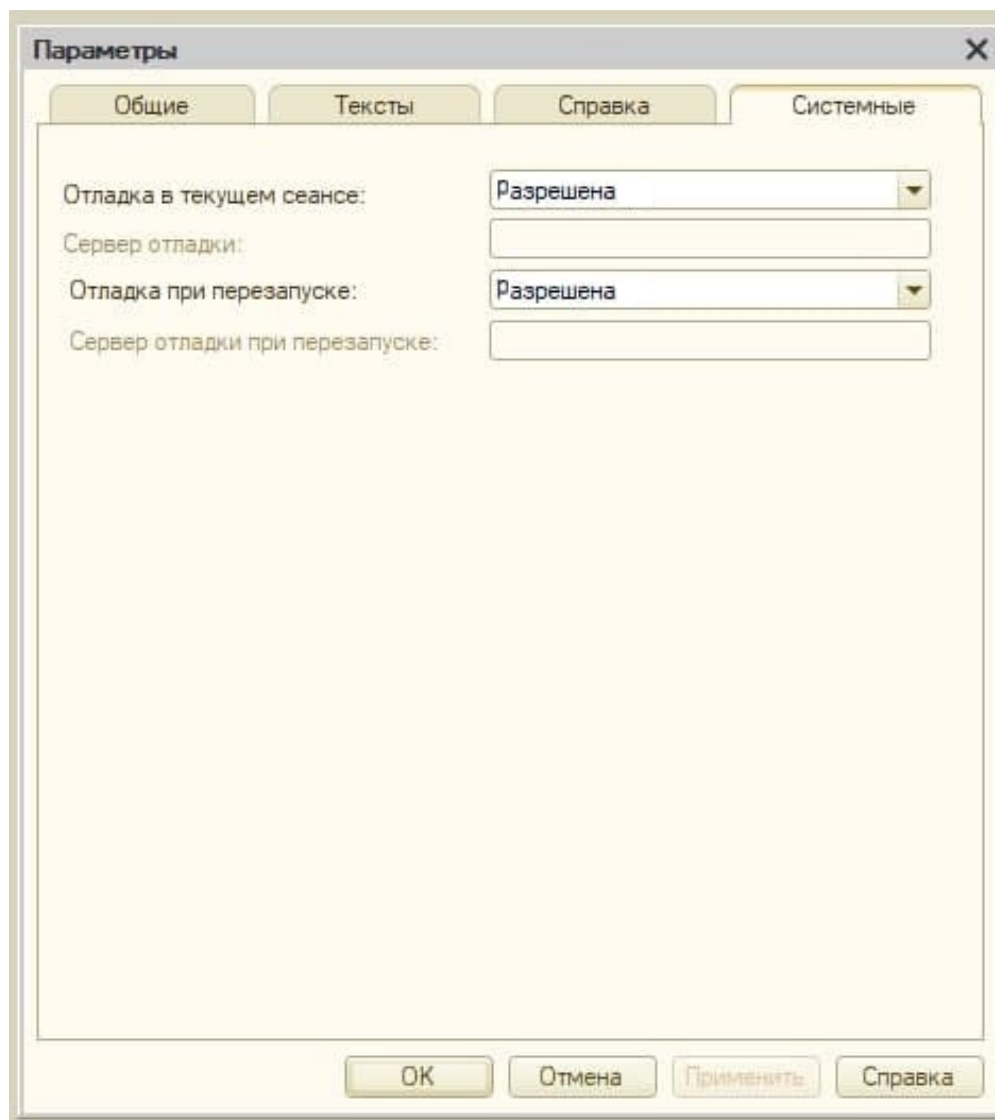 Параметры
Общие Тексты Справка Системные
Отладка в текущем сеансе: Разрешена
Сервер отладки:
Отладка при перезапуске: Разрешена
Сервер отладки при перезапуске:
ОК Отмена Применить Справка